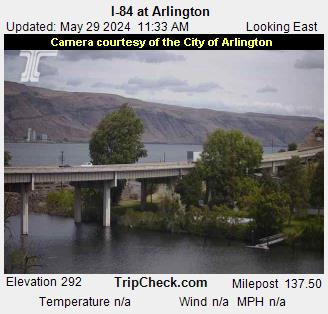 I-84 at Arlington
Updated: May 29 2024 11:33 AM Looking East
Camera courtesy of the City of Arlington
Elevation 292 TripCheck.com Milepost 137.50
Temperature n/a Wind n/a MPH n/a